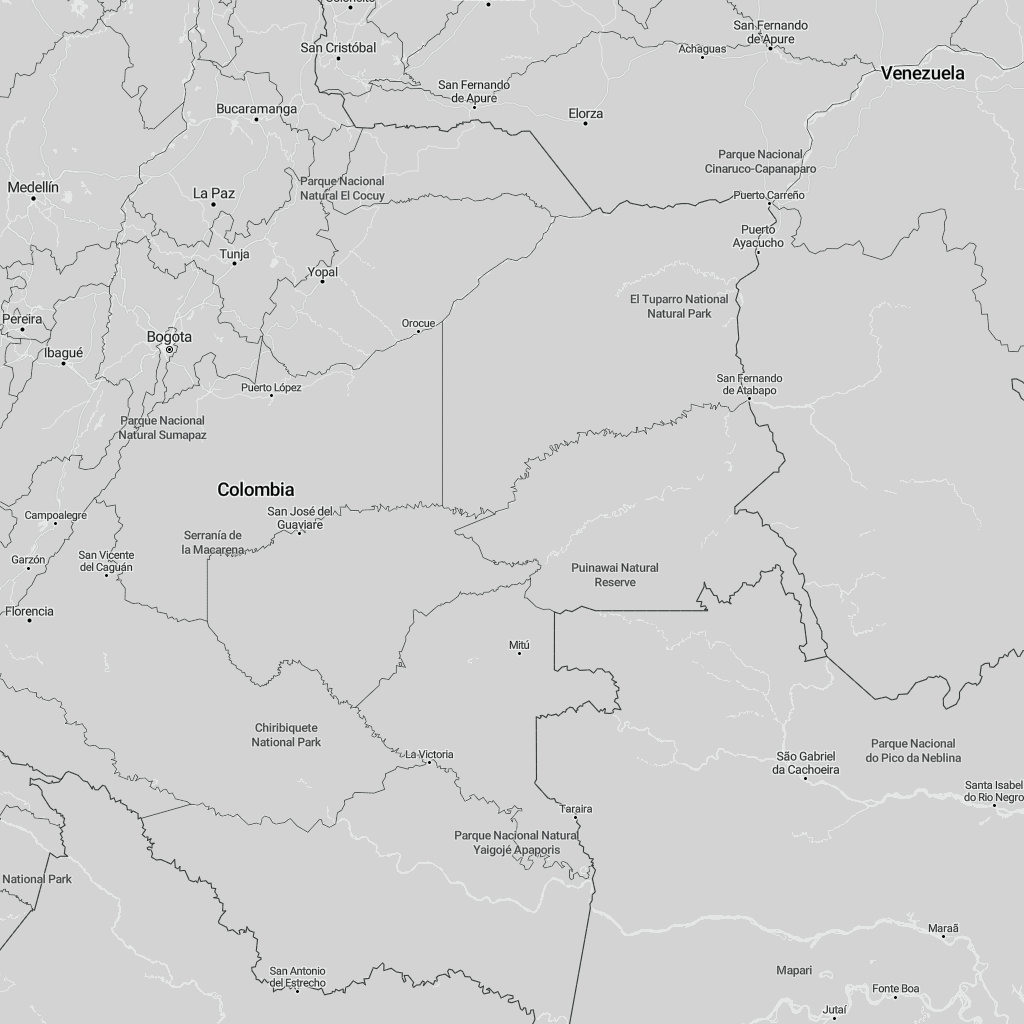 San Cristóbal
San Fernando
de Apure
Achaguas
Venezuela
San Fernando
de Apure
Bucaramanga
Elorza
Parque Nacional
Cinaruco-Capanaparo
Medellín
La Paz
Parque Nacional
Natural El Cocuy
Puerto Carreño
Puerto
Ayacucho
Tunja
Yopal
El Tuparro National
Natural Park
Pereira
Orocue
Bogota
Ibagué
San Fernando
de Atabapo
Puerto López
Parque Nacional
Natural Sumapaz
Colombia
Campoalegre
San José del
Guaviare
Serranía de
la Macarena
Garzón
San Vicente
del Caguán
Puinawai Natural
Reserve
Florencia
Mitú
Chiribiquete
National Park
La Victoria
São Gabriel
da Cachoeira
Parque Nacional
do Pico da Neblina
Santa Isabel
do Rio Negro
Taraira
Parque Nacional Natural
Yaigojé Apaporis
National Park
Maraã
San Antonio
del Estrecho
Mapari
Fonte Boa
Jutaí